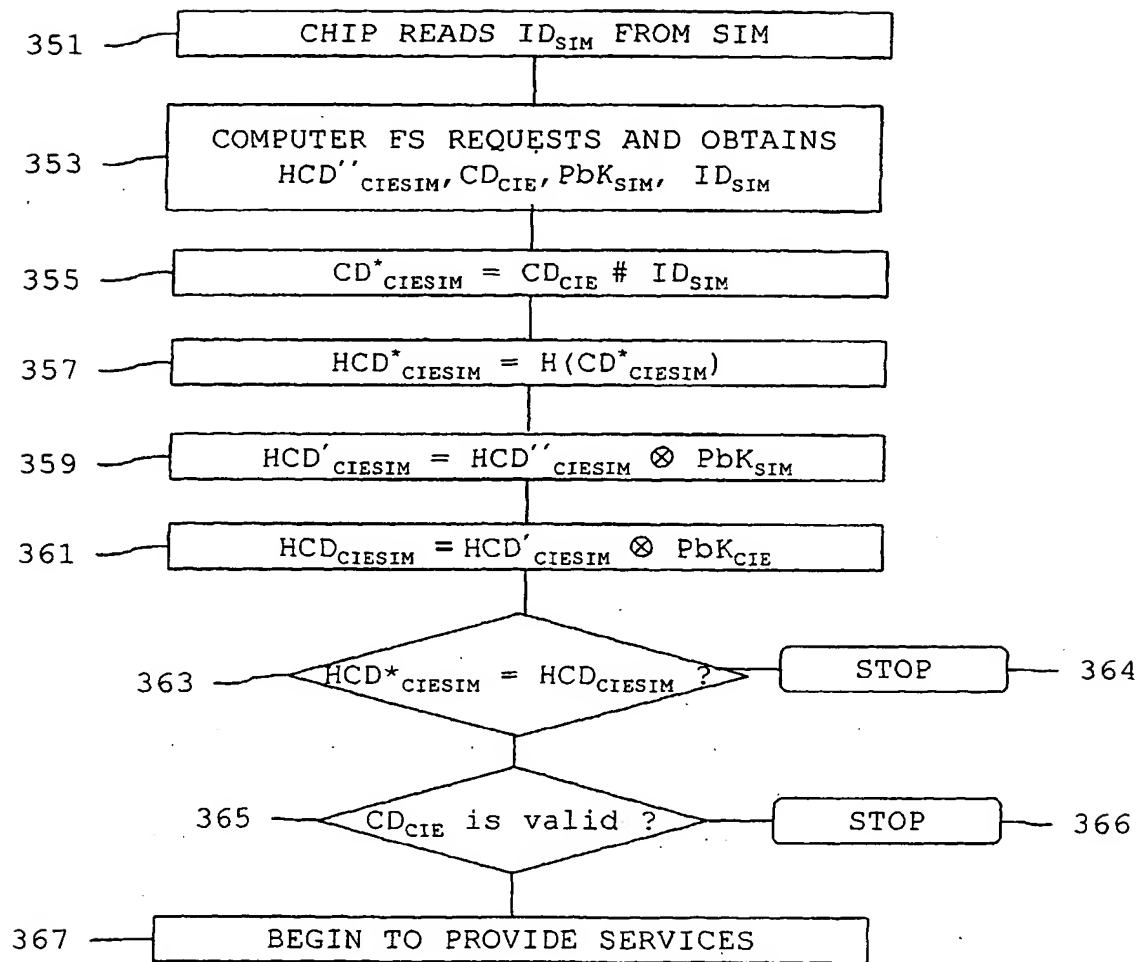 351 CHIP READS ID_SIM FROM SIM
353 COMPUTER FS REQUESTS AND OBTAINS
HCD''_CIESIM, CD_CIE, PbK_SIM, ID_SIM
355 CD*_CIESIM = CD_CIE # ID_SIM
357 HCD*_CIESIM = H(CD*_CIESIM)
359 HCD'_CIESIM = HCD''_CIESIM ⊗ PbK_SIM
361 HCD_CIESIM = HCD'_CIESIM ⊗ PbK_CIE
363 HCD*_CIESIM = HCD_CIESIM ? STOP 364
365 CD_CIE is valid ? STOP 366
367 BEGIN TO PROVIDE SERVICES